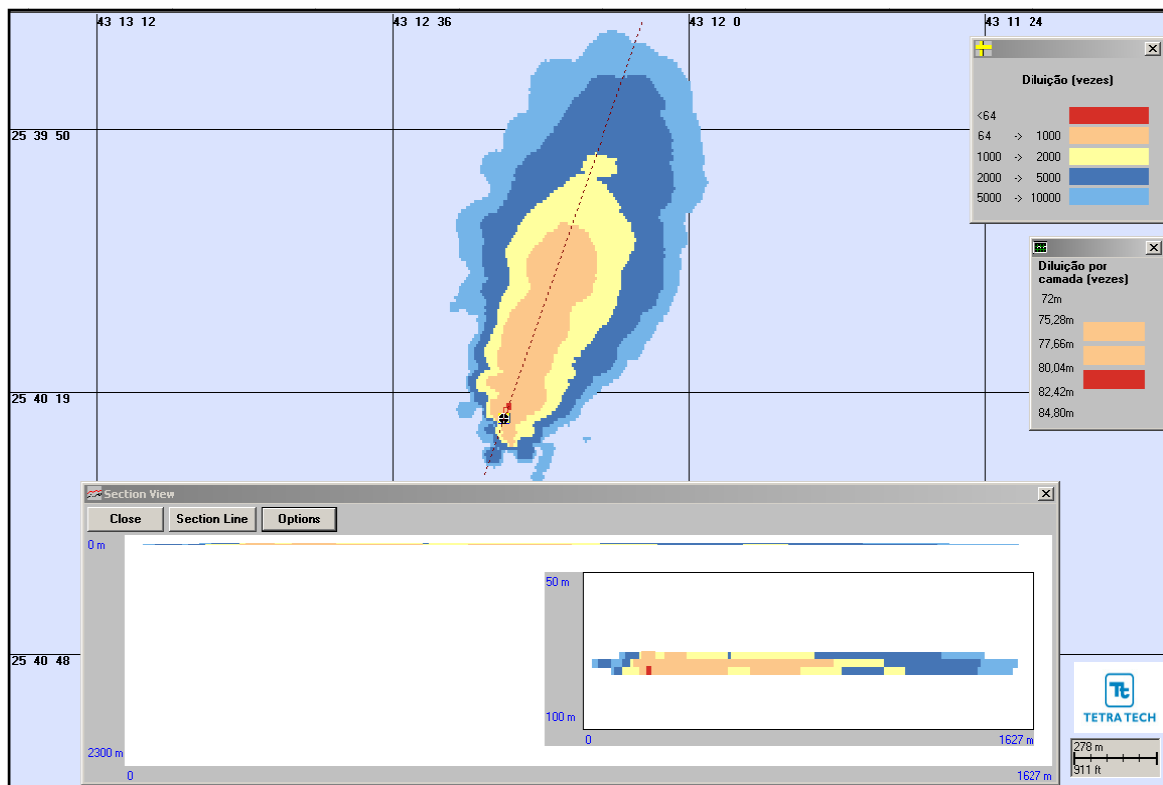 43 13 12
43 12 36
43 12 0
43 11 24
25 39 50
25 40 19
25 40 48
Diluição (vezes)
<64
64 -> 1000
1000 -> 2000
2000 -> 5000
5000 -> 10000
Diluição por
camada (vezes)
72m
75,28m
77,66m
80,04m
82,42m
84,80m
Section View
Close
Section Line
Options
0 m
2300 m
0
1627 m
50 m
100 m
0
1627 m
Tt
TETRA TECH
278 m
911 ft